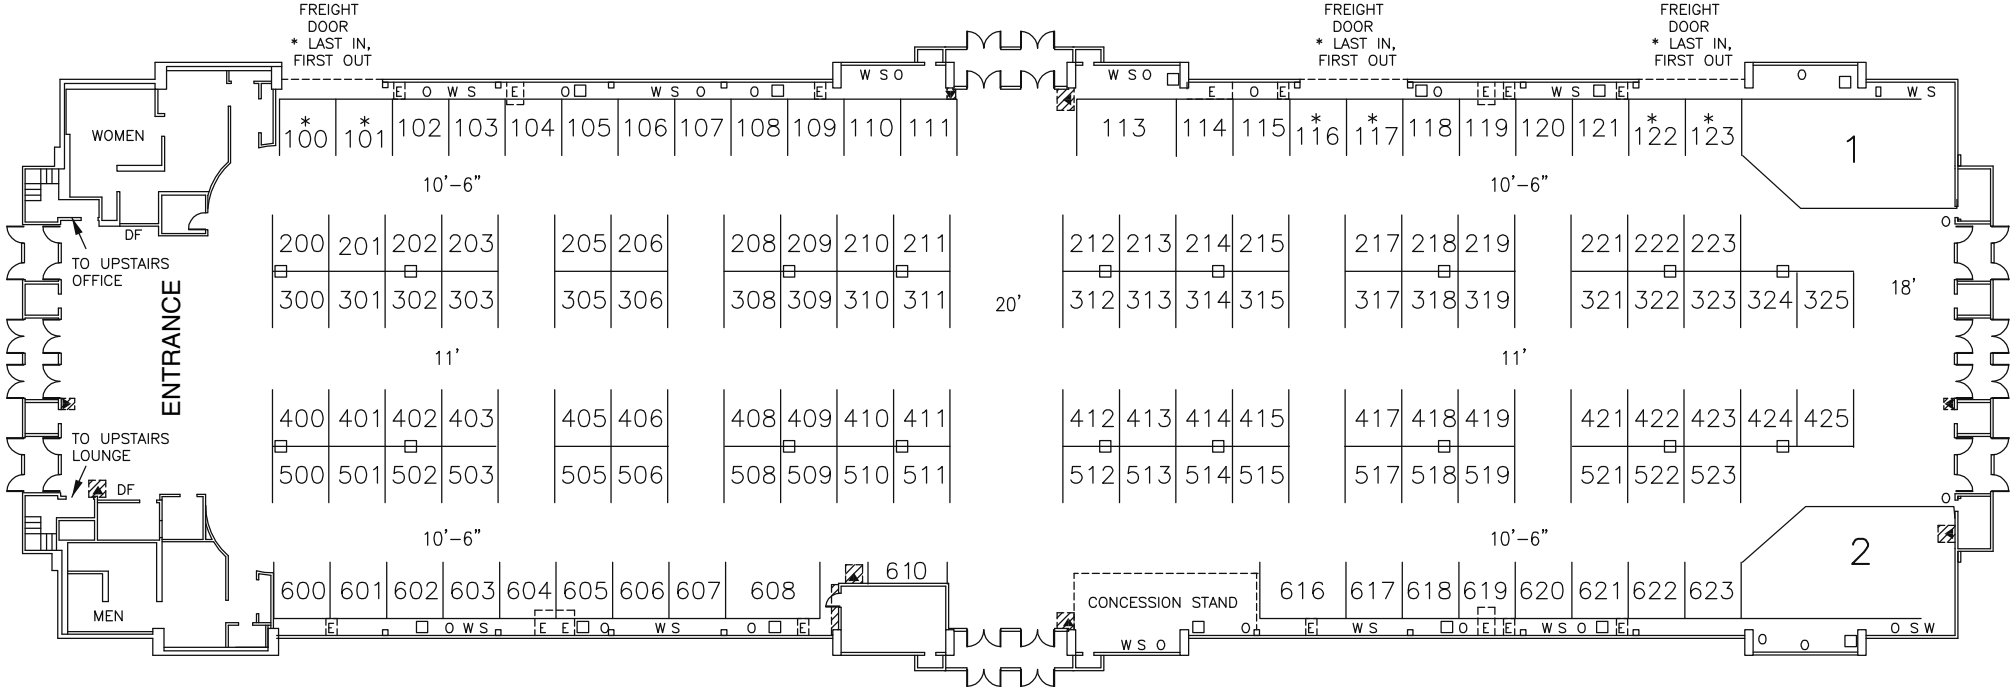 FREIGHT
DOOR
* LAST IN,
FIRST OUT
FREIGHT
DOOR
* LAST IN,
FIRST OUT
FREIGHT
DOOR
* LAST IN,
FIRST OUT
W S O
W S O
O
E O W S E O W S O O E
E O E O E E W S E W S
* * * * * *
100 101 102 103 104 105 106 107 108 109 110 111 113 114 115 116 117 118 119 120 121 122 123
1
WOMEN
10'-6" 10'-6"
DF
O
200 201 202 203 205 206 208 209 210 211 212 213 214 215 217 218 219 221 222 223
TO UPSTAIRS
OFFICE
300 301 302 303 305 306 308 309 310 311 312 313 314 315 317 318 319 321 322 323 324 325
20'
18'
ENTRANCE
11' 11'
400 401 402 403 405 406 408 409 410 411 412 413 414 415 417 418 419 421 422 423 424 425
TO UPSTAIRS
LOUNGE
500 501 502 503 505 506 508 509 510 511 512 513 514 515 517 518 519 521 522 523
DF
O
10'-6" 10'-6"
2
610
600 601 602 603 604 605 606 607 608 616 617 618 619 620 621 622 623
CONCESSION STAND
MEN
E O W S E E O W S O E
O E W S O E E W S O E O S W
W S O
O O